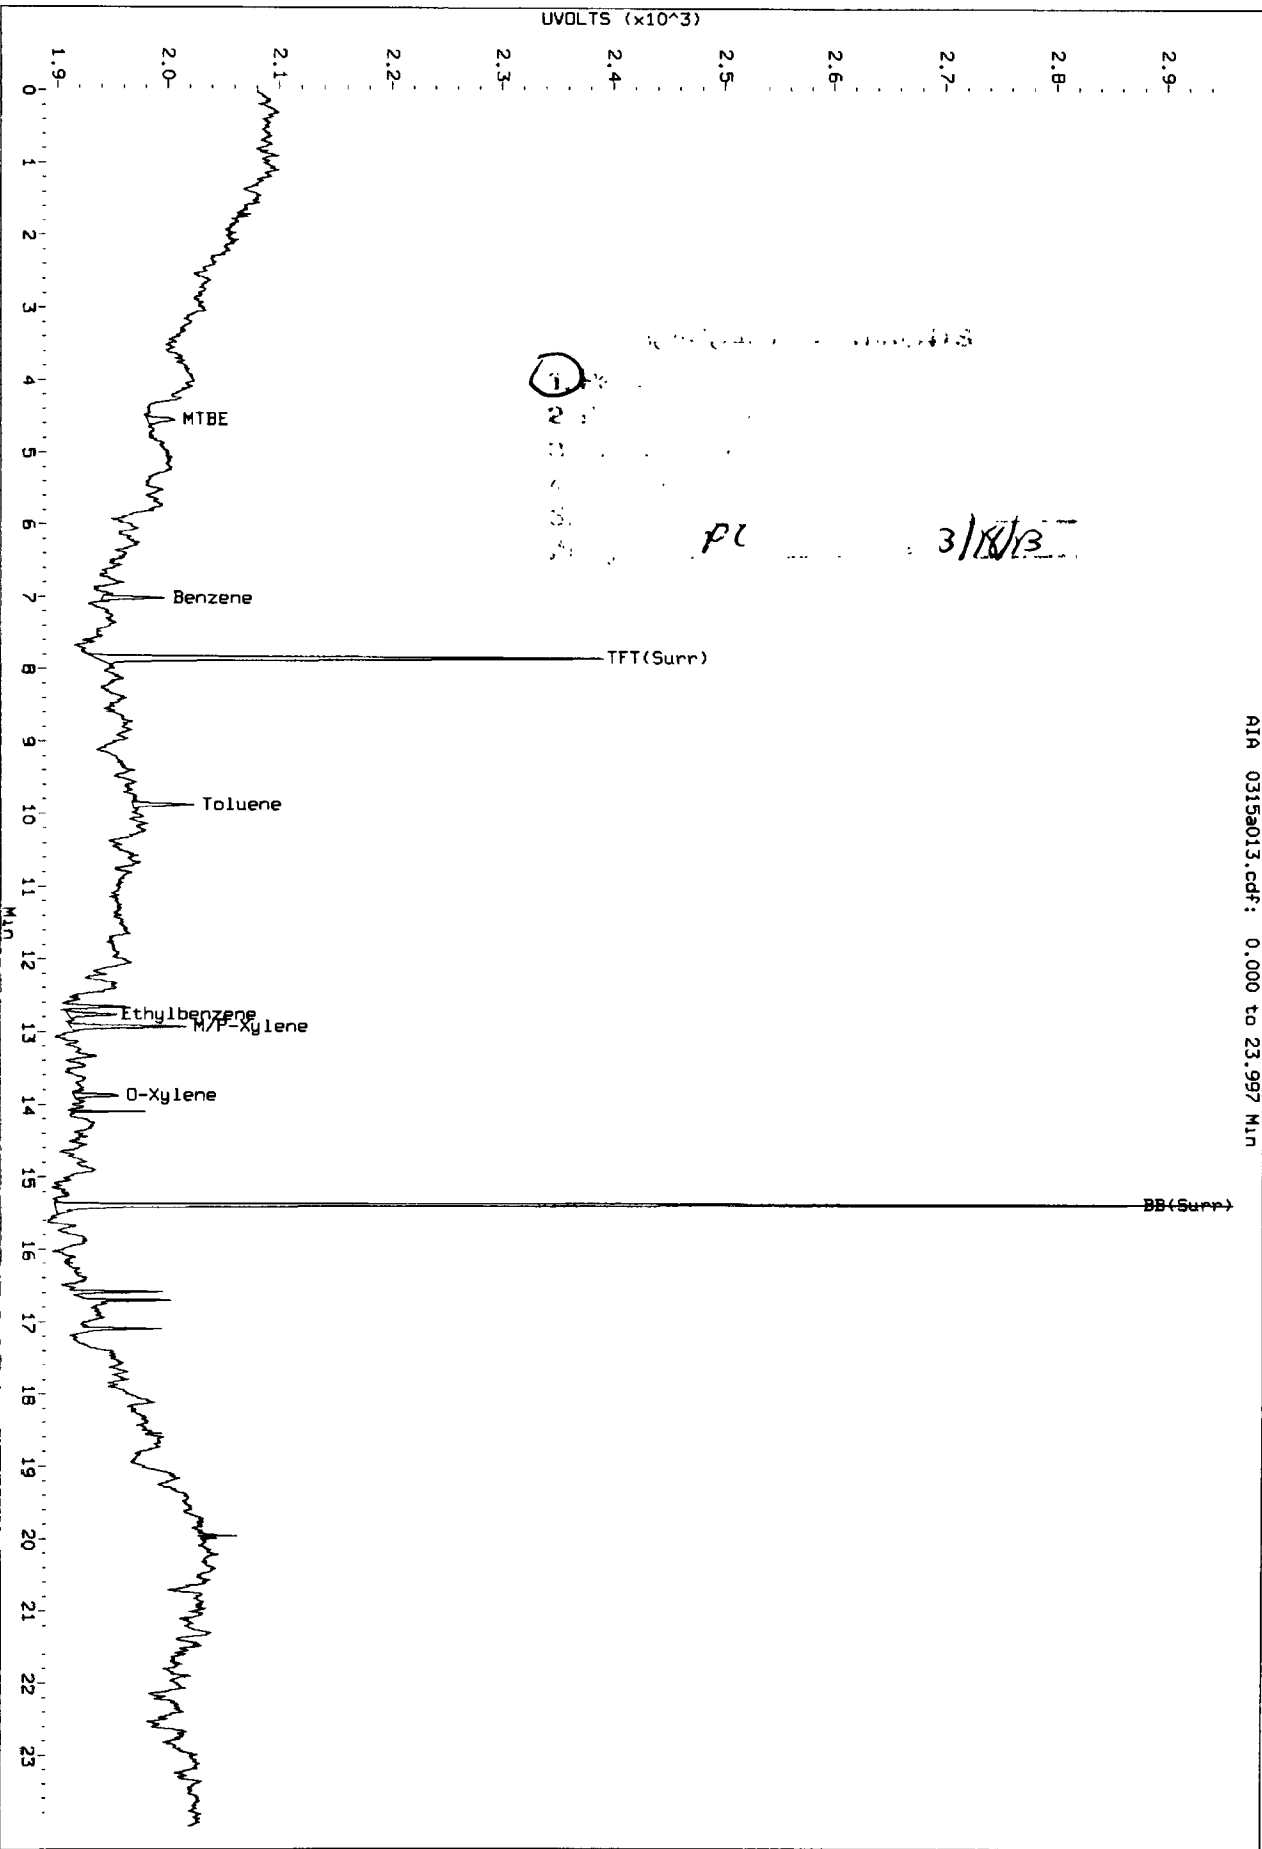 AIA 0315a013.cdf: 0.000 to 23.997 Min
UVOLTS (x10^3)
2.9
2.8
2.7
2.6
2.5
2.4
2.3
2.2
2.1
2.0
1.9
MTBE
Benzene
TFT(Surr)
Toluene
Ethylbenzene
M/P-Xylene
O-Xylene
BB(Surr)
1.
2
PC
0 1 2 3 4 5 6 7 8 9 10 11 12 13 14 15 16 17 18 19 20 21 22 23
Min